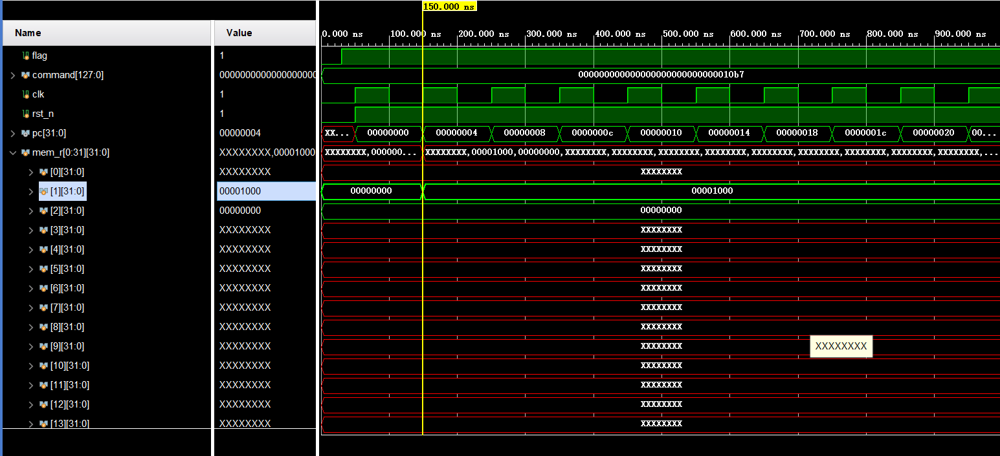 150.000 ns
Name Value 0.000 ns 100.000 ns 200.000 ns 300.000 ns 400.000 ns 500.000 ns 600.000 ns 700.000 ns 800.000 ns 900.000 ns
flag 1
command[127:0] 00000000000000000000 000000000000000000000000000010b7
clk 1
rst_n 1
pc[31:0] 00000004 XX... 00000000 00000004 00000008 0000000c 00000010 00000014 00000018 0000001c 00000020 00...
mem_r[0:31][31:0] XXXXXXXX,00001000 XXXXXXXX,000000... XXXXXXXX,00001000,00000000,XXXXXXXX,XXXXXXXX,XXXXXXXX,XXXXXXXX,XXXXXXXX,XXXXXXXX,XXXXXXXX,XXXXXXXX,XXXXXXXX,...
[0][31:0] XXXXXXXX XXXXXXXX
[1][31:0] 00001000 00000000 00001000
[2][31:0] 00000000 00000000
[3][31:0] XXXXXXXX XXXXXXXX
[4][31:0] XXXXXXXX XXXXXXXX
[5][31:0] XXXXXXXX XXXXXXXX
[6][31:0] XXXXXXXX XXXXXXXX
[7][31:0] XXXXXXXX XXXXXXXX
[8][31:0] XXXXXXXX XXXXXXXX
[9][31:0] XXXXXXXX XXXXXXXX XXXXXXXX
[10][31:0] XXXXXXXX XXXXXXXX
[11][31:0] XXXXXXXX XXXXXXXX
[12][31:0] XXXXXXXX XXXXXXXX
[13][31:0] XXXXXXXX XXXXXXXX